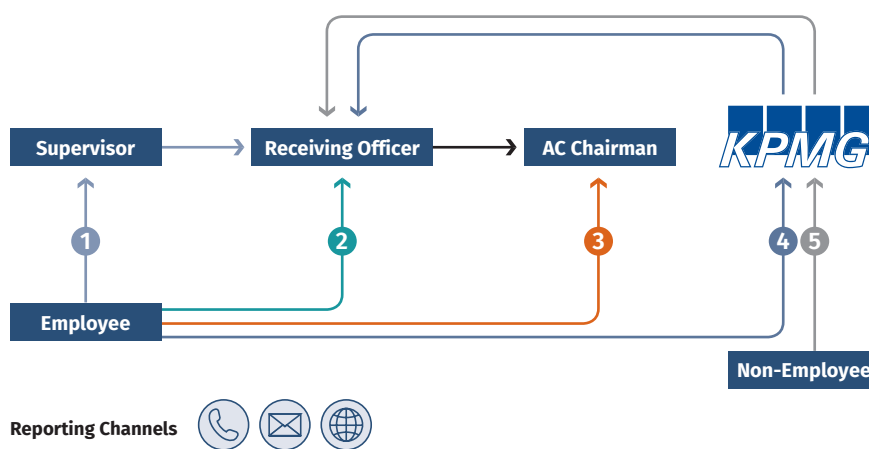 Supervisor
Receiving Officer
AC Chairman
KPMG
1
2
3
4
5
Employee
Non-Employee
Reporting Channels